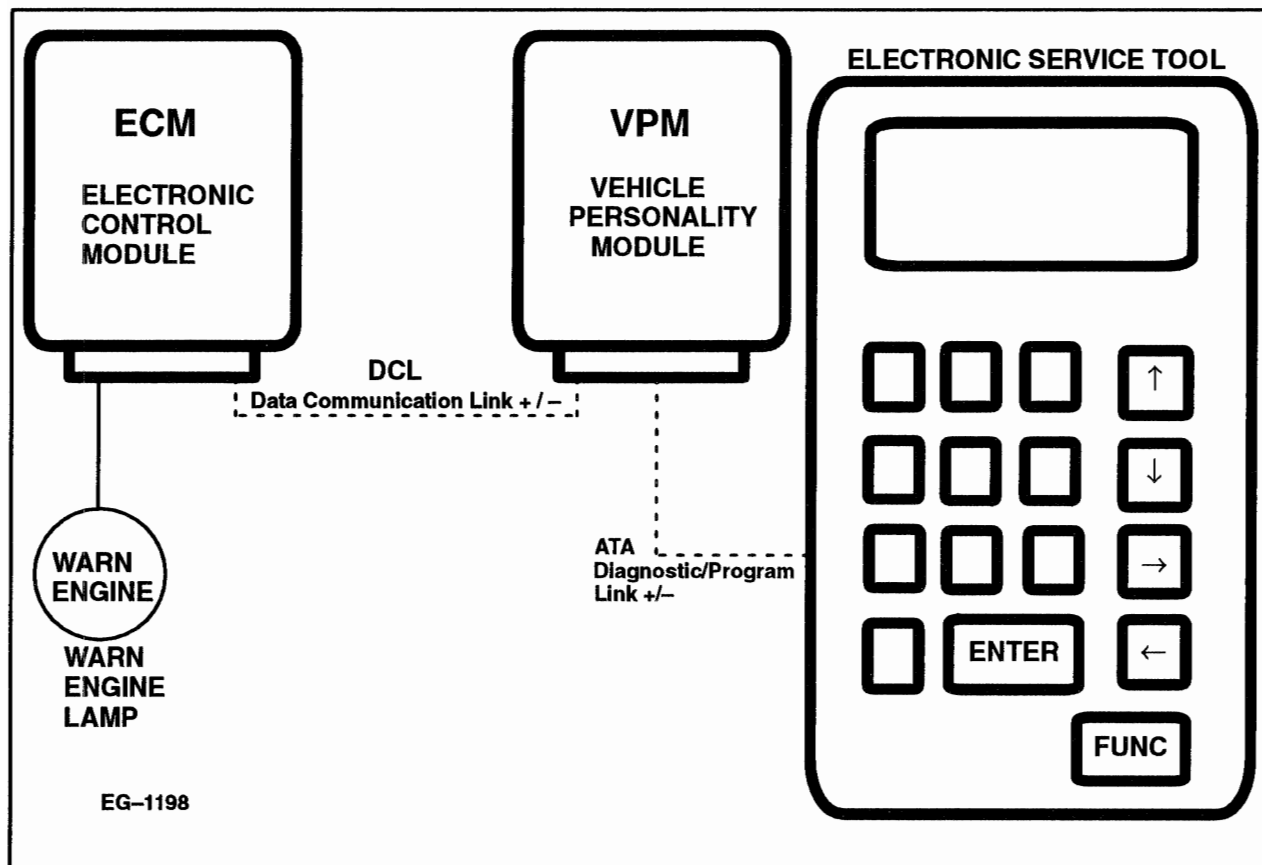 ECM
ELECTRONIC
CONTROL
MODULE
VPM
VEHICLE
PERSONALITY
MODULE
ELECTRONIC SERVICE TOOL
DCL
Data Communication Link + / –
ATA
Diagnostic/Program
Link +/–
WARN
ENGINE
WARN
ENGINE
LAMP
↑
↓
→
ENTER
←
FUNC
EG–1198